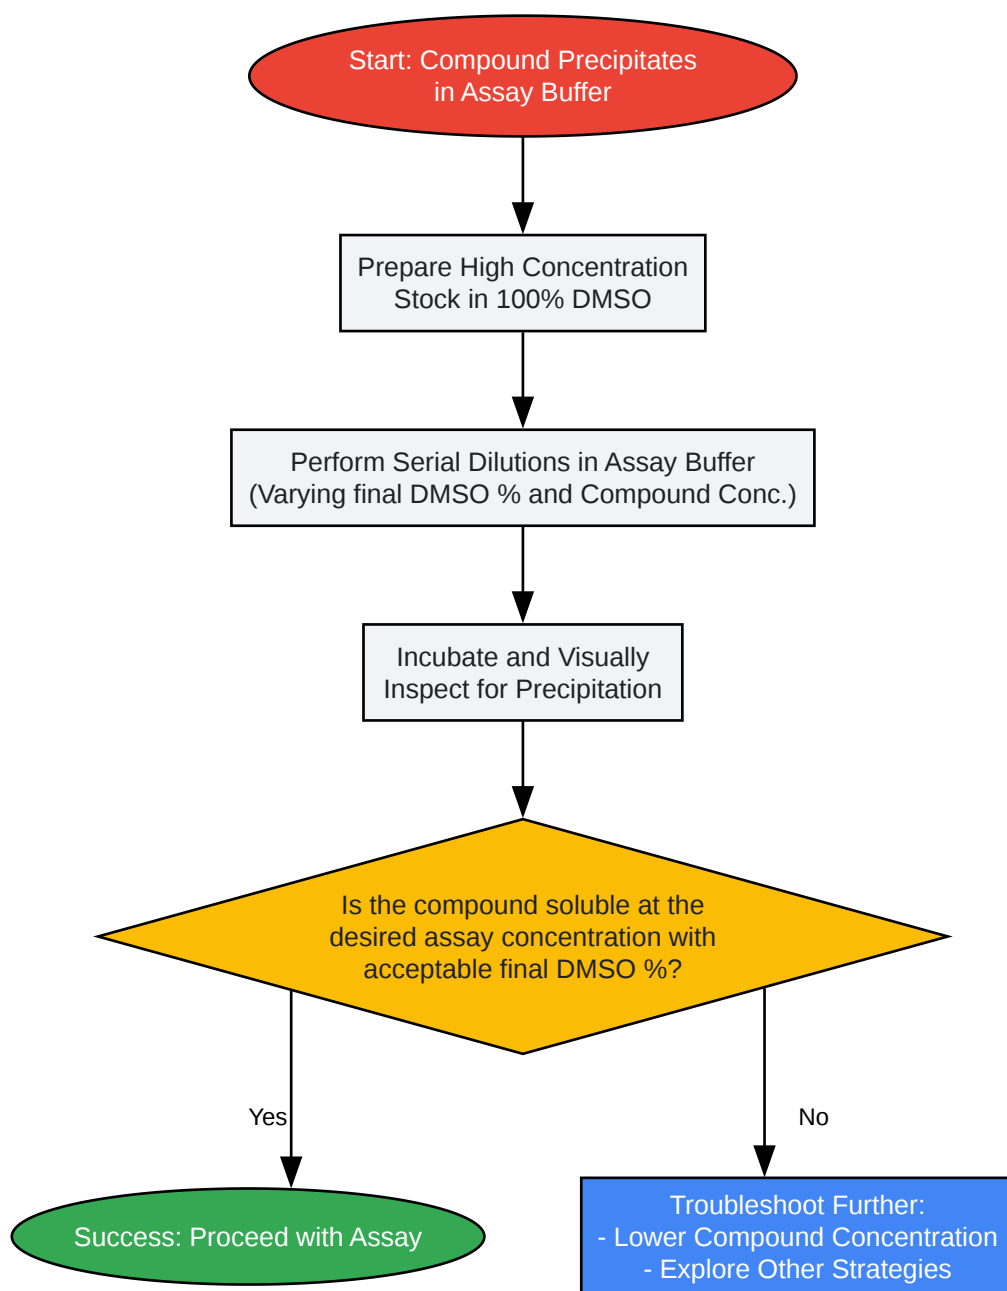 Start: Compound Precipitates
in Assay Buffer
Prepare High Concentration
Stock in 100% DMSO
Perform Serial Dilutions in Assay Buffer
(Varying final DMSO % and Compound Conc.)
Incubate and Visually
Inspect for Precipitation
Is the compound soluble at the
desired assay concentration with
acceptable final DMSO %?
Yes
No
Success: Proceed with Assay
Troubleshoot Further:
- Lower Compound Concentration
- Explore Other Strategies